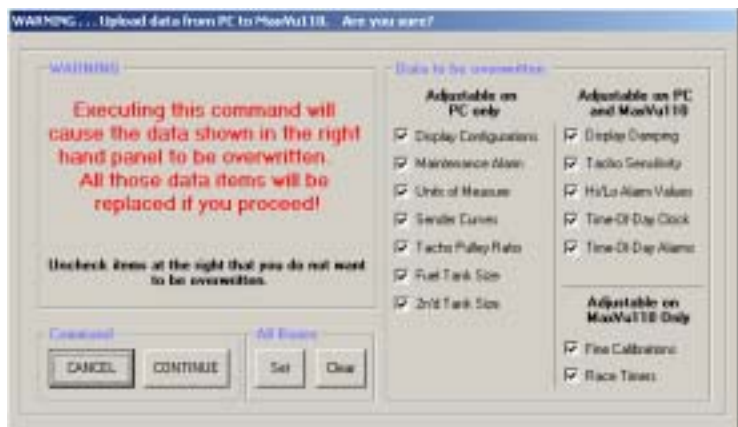 WARNING . . . Upload data from PC to MaxVu110. Are you sure?
WARNING
Executing this command will
cause the data shown in the right
hand panel to be overwritten.
All those data items will be
replaced if you proceed!
Uncheck items at the right that you do not want
to be overwritten.
Command
CANCEL
CONTINUE
All Boxes
Set
Clear
Data to be overwritten
Adjustable on
PC only
Display Configurations
Maintenance Alarm
Units of Measure
Sender Curves
Tacho Pulley Ratio
Fuel Tank Size
2n'd Tank Size
Adjustable on PC
and MaxVu110
Display Damping
Tacho Sensitivity
Hi/Lo Alarm Values
Time-Of-Day Clock
Time-Of-Day Alarms
Adjustable on
MaxVu110 Only
Fine Calibrations
Race Timers